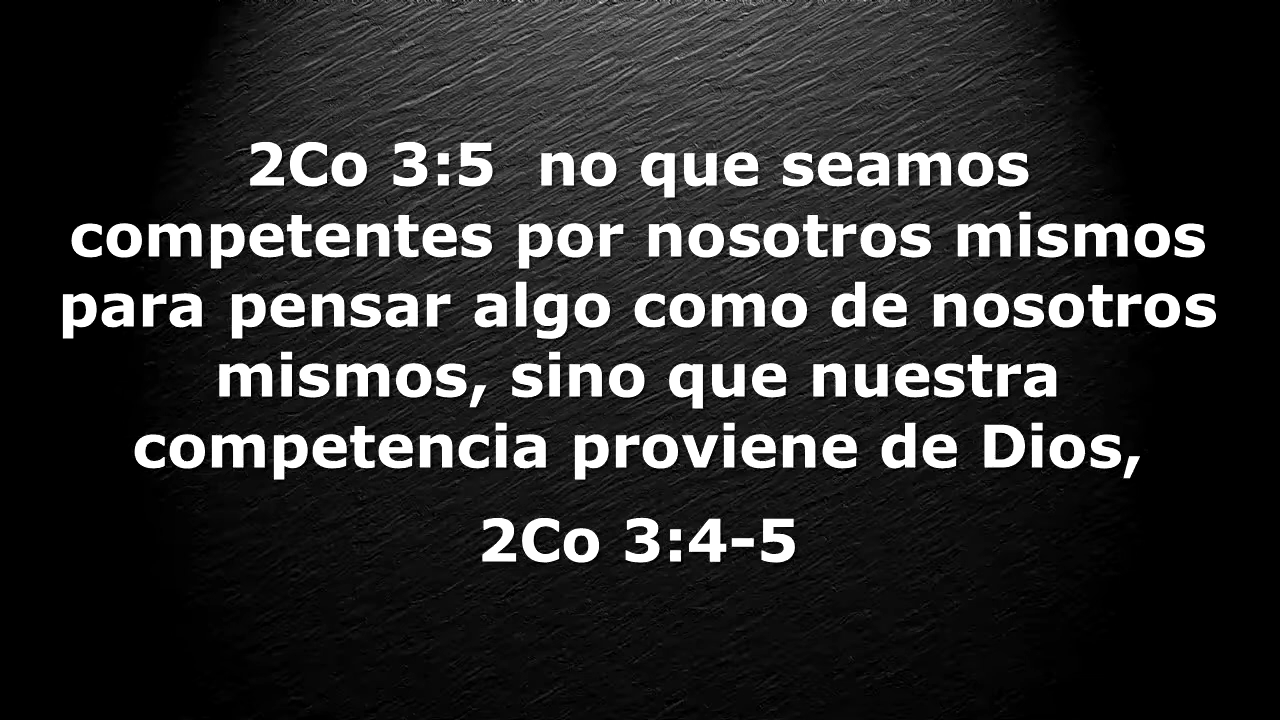 2Co 3:5  no que seamos
competentes por nosotros mismos
para pensar algo como de nosotros
mismos, sino que nuestra
competencia proviene de Dios,
2Co 3:4-5